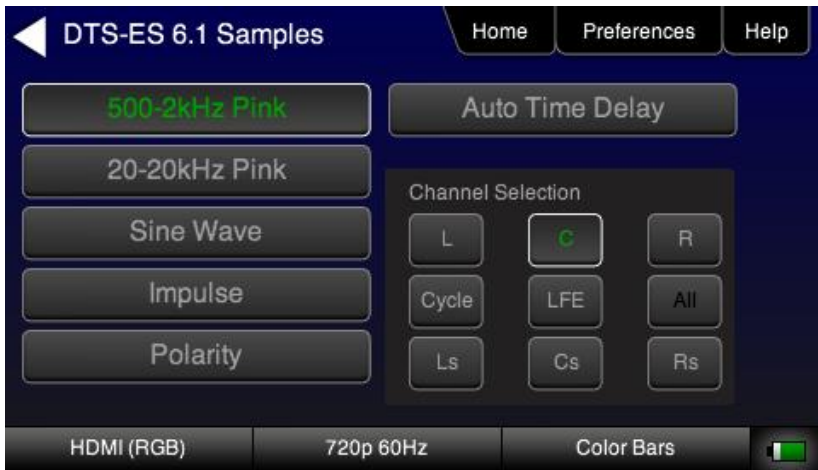 DTS-ES 6.1 Samples
Home
Preferences
Help
500-2kHz Pink
Auto Time Delay
20-20kHz Pink
Sine Wave
Impulse
Polarity
Channel Selection
L
C
R
Cycle
LFE
All
Ls
Cs
Rs
HDMI (RGB)
720p 60Hz
Color Bars